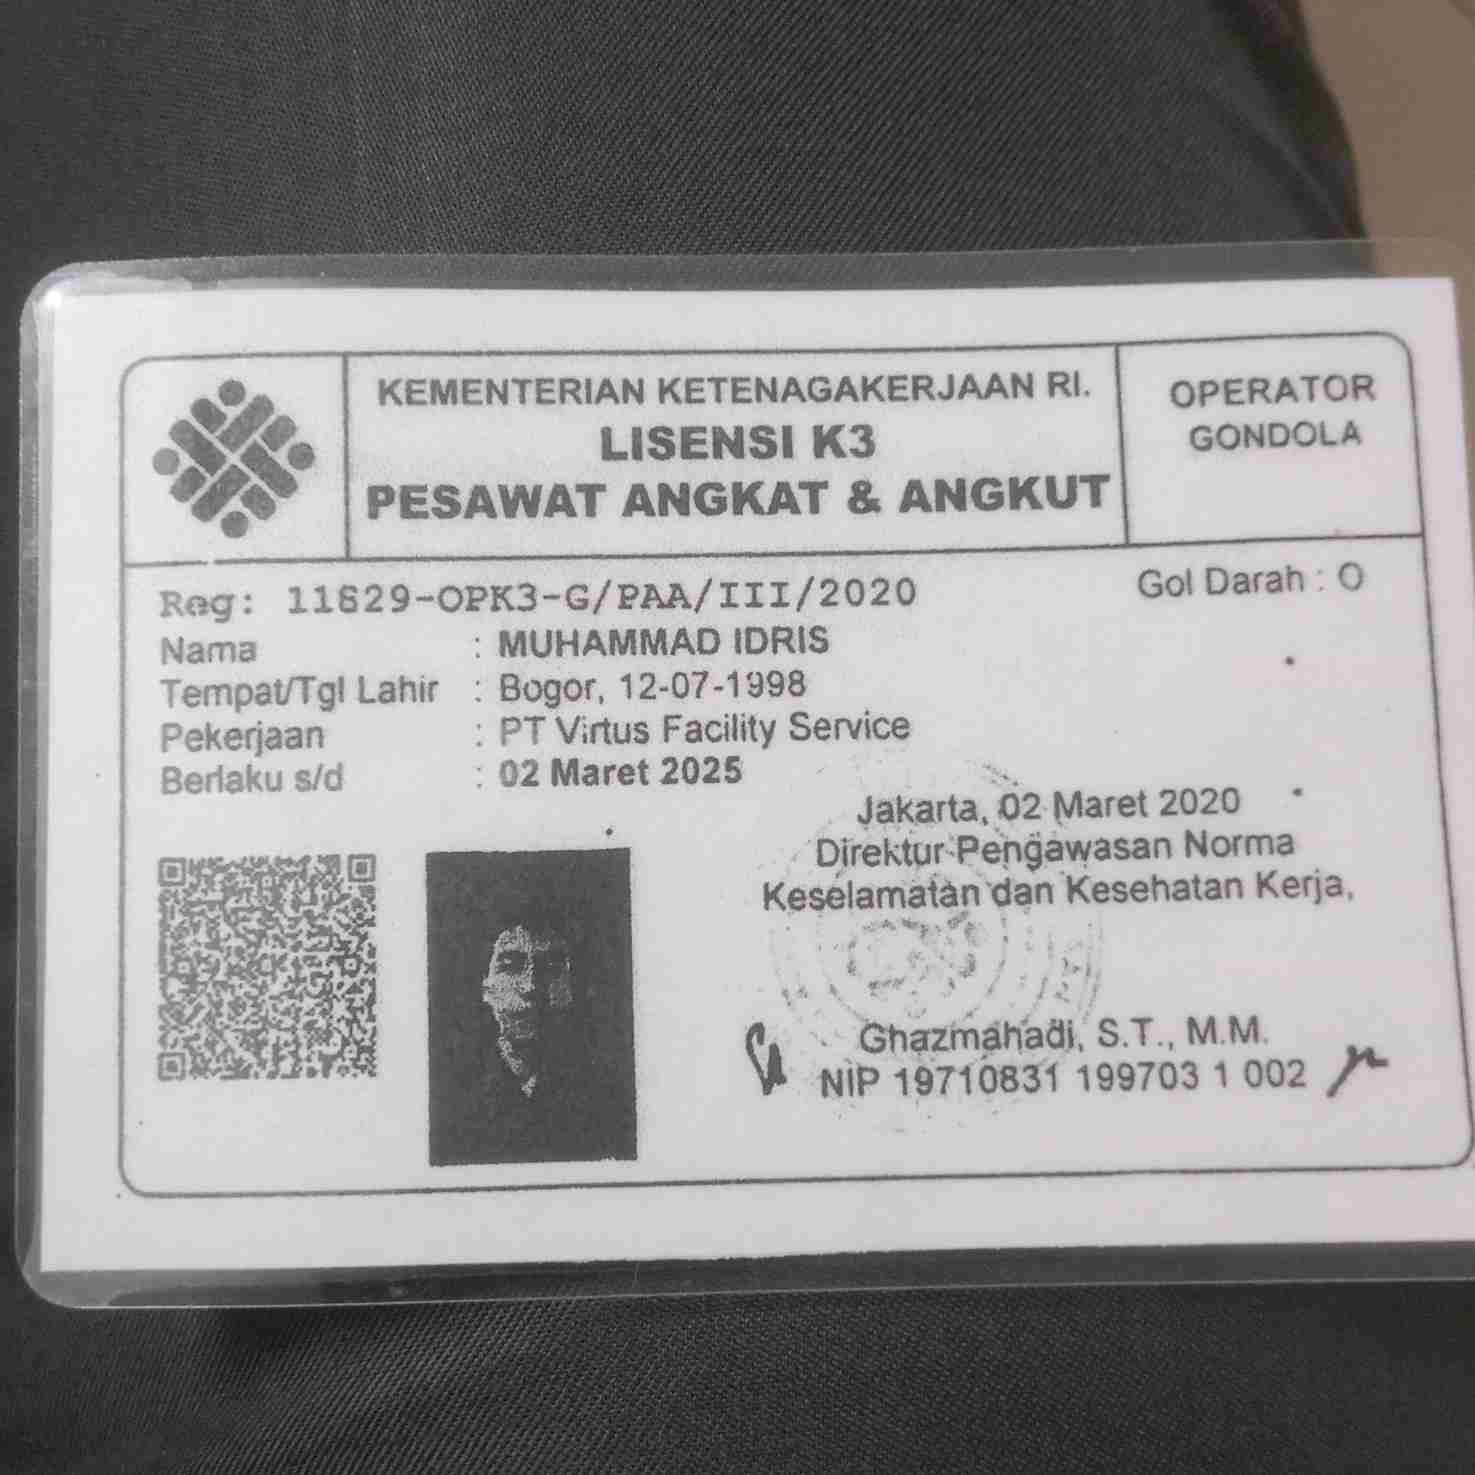 KEMENTERIAN KETENAGAKERJAAN RI.
LISENSI K3
PESAWAT ANGKAT & ANGKUT
OPERATOR
GONDOLA
Reg: 11629-OPK3-G/PAA/III/2020
Gol Darah : O
Nama : MUHAMMAD IDRIS
Tempat/Tgl Lahir : Bogor, 12-07-1998
Pekerjaan : PT Virtus Facility Service
Berlaku s/d : 02 Maret 2025
Jakarta, 02 Maret 2020
Direktur Pengawasan Norma
Keselamatan dan Kesehatan Kerja,
Ghazmahadi, S.T., M.M.
NIP 19710831 199703 1 002